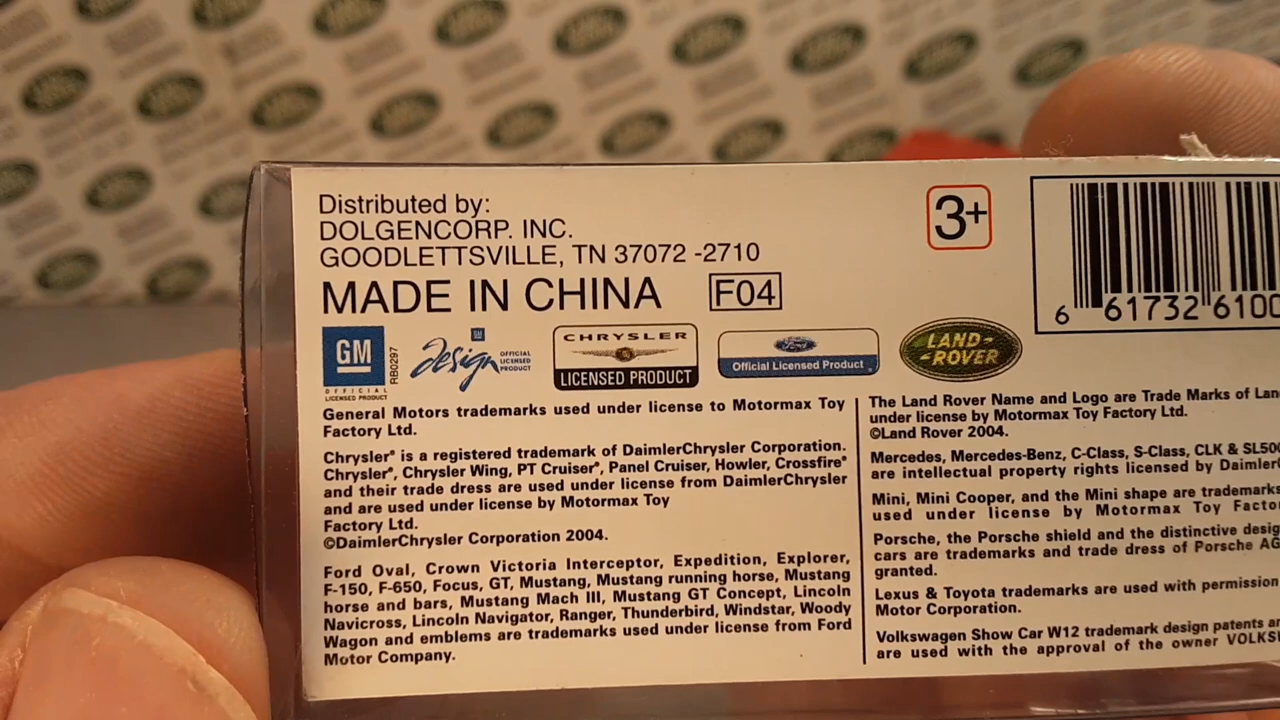 Distributed by:
DOLGENCORP. INC.
GOODLETTSVILLE, TN 37072 -2710
MADE IN CHINA F04
3+
6 61732 6100
GM
OFFICIAL
LICENSED PRODUCT
RB0297
GM
Design
OFFICIAL
LICENSED
PRODUCT
CHRYSLER
LICENSED PRODUCT
Ford
Official Licensed Product
LAND-
-ROVER
General Motors trademarks used under license to Motormax Toy
Factory Ltd.
Chrysler® is a registered trademark of DaimlerChrysler Corporation.
Chrysler®, Chrysler Wing, PT Cruiser®, Panel Cruiser, Howler, Crossfire®
and their trade dress are used under license from DaimlerChrysler
and are used under license by Motormax Toy
Factory Ltd.
©DaimlerChrysler Corporation 2004.
Ford Oval, Crown Victoria Interceptor, Expedition, Explorer,
F-150, F-650, Focus, GT, Mustang, Mustang running horse, Mustang
horse and bars, Mustang Mach III, Mustang GT Concept, Lincoln
Navicross, Lincoln Navigator, Ranger, Thunderbird, Windstar, Woody
Wagon and emblems are trademarks used under license from Ford
Motor Company.
The Land Rover Name and Logo are Trade Marks of Lan
under license by Motormax Toy Factory Ltd.
©Land Rover 2004.
Mercedes, Mercedes-Benz, C-Class, S-Class, CLK & SL500
are intellectual property rights licensed by Daimler
Mini, Mini Cooper, and the Mini shape are trademarks
used under license by Motormax Toy Facto
Porsche, the Porsche shield and the distinctive desig
cars are trademarks and trade dress of Porsche AG
granted.
Lexus & Toyota trademarks are used with permission
Motor Corporation.
Volkswagen Show Car W12 trademark design patents ar
are used with the approval of the owner VOLKSW